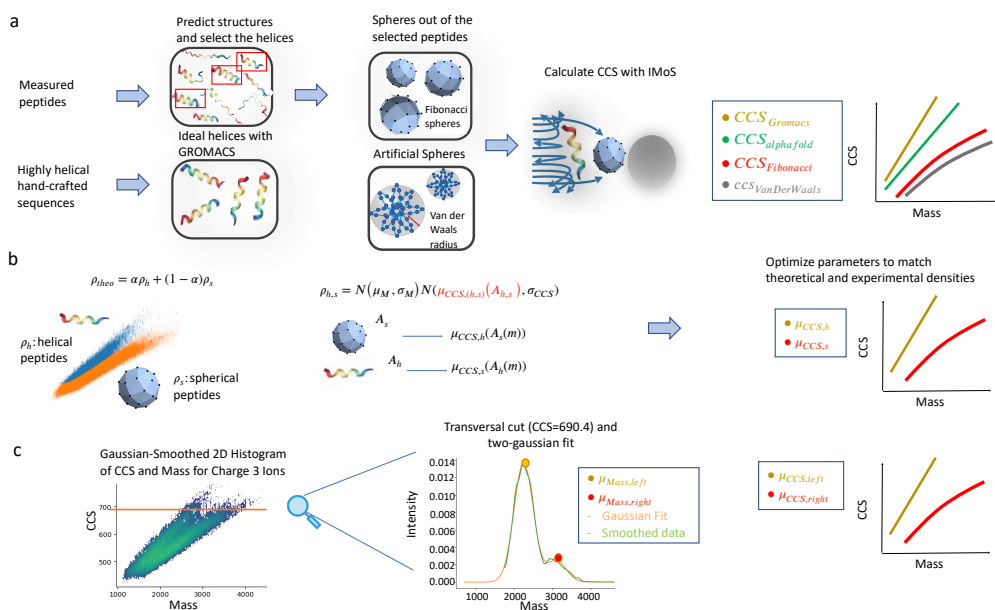 a
Predict structures
and select the helices
Spheres out of the
selected peptides
Measured
peptides
Fibonacci
spheres
Calculate CCS with IMoS
CCS_Gromacs
CCS_alphafold
CCS_Fibonacci
ccs_VanDerWaals
CCS
Mass
Ideal helices with
GROMACS
Artificial Spheres
Highly helical
hand-crafted
sequences
Van der
Waals
radius
b
ρ_theo = αρ_h + (1 − α)ρ_s
ρ_h: helical
peptides
ρ_s: spherical
peptides
ρ_h,s = N(μ_M, σ_M)N(μ_CCS,(h,s)(A_h,s), σ_CCS)
A_s
μ_CCS,h(A_s(m))
A_h
μ_CCS,s(A_h(m))
Optimize parameters to match
theoretical and experimental densities
μ_CCS,h
μ_CCS,s
CCS
Mass
c
Gaussian-Smoothed 2D Histogram
of CCS and Mass for Charge 3 Ions
CCS
700
600
500
1000
2000
3000
4000
Mass
Transversal cut (CCS=690.4) and
two-gaussian fit
Intensity
0.014
0.012
0.010
0.008
0.006
0.004
0.002
0.000
1000
2000
3000
4000
Mass
μ_Mass,left
μ_Mass,right
- Gaussian Fit
- Smoothed data
μ_CCS,left
μ_CCS,right
CCS
Mass